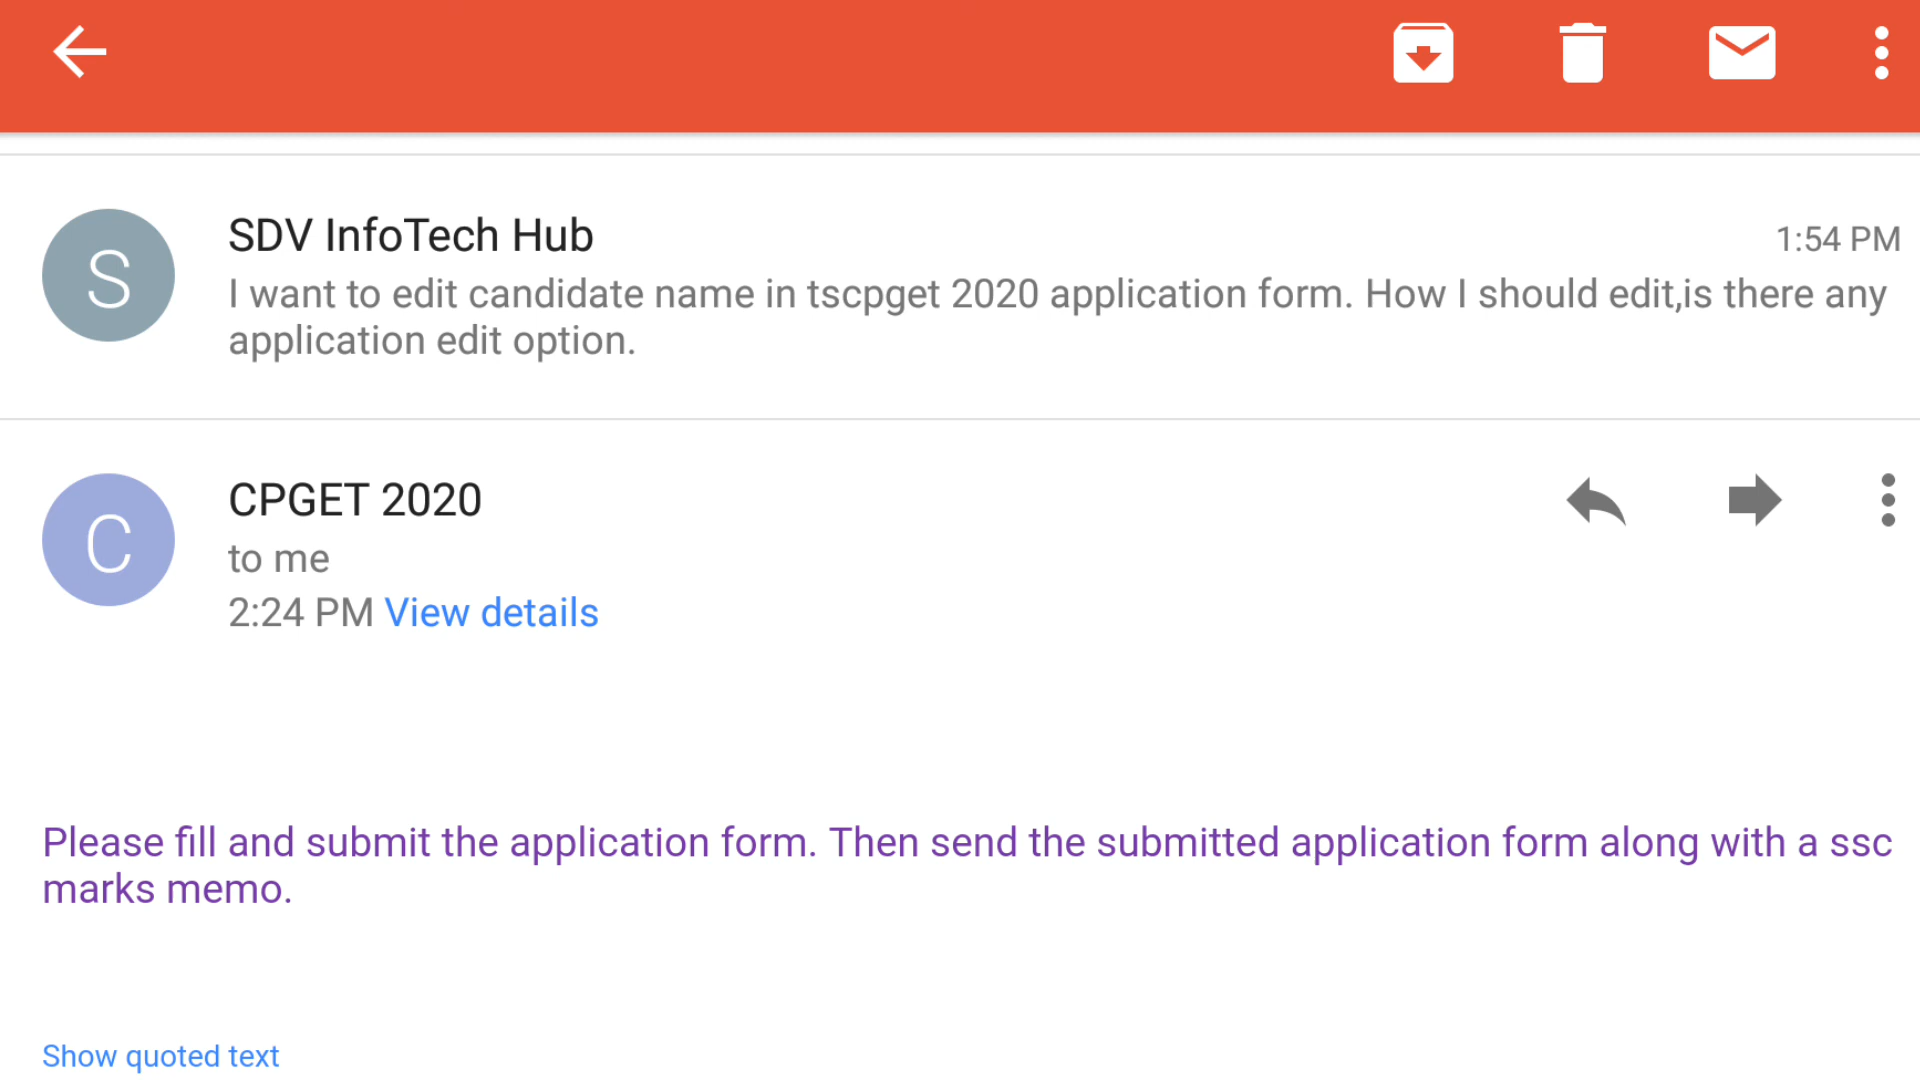 S
SDV InfoTech Hub
1:54 PM
I want to edit candidate name in tscpget 2020 application form. How I should edit,is there any
application edit option.
C
CPGET 2020
to me
2:24 PM View details
Please fill and submit the application form. Then send the submitted application form along with a ssc
marks memo.
Show quoted text